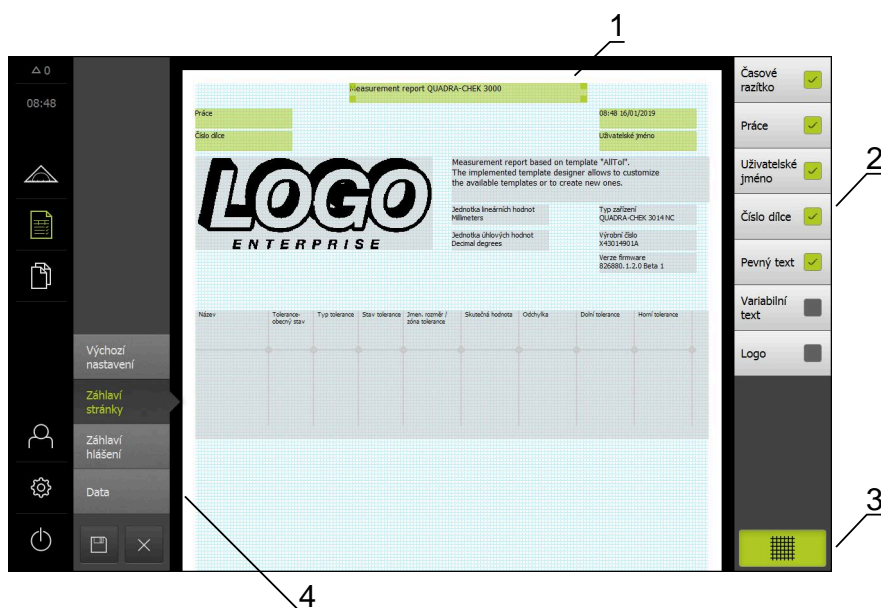 1
△ 0
08:48
Measurement report QUADRA-CHEK 3000
Práce
08:48 16/01/2019
Číslo dílce
Uživatelské jméno
LOGO
ENTERPRISE
Measurement report based on template "AllTol".
The implemented template designer allows to customize
the available templates or to create new ones.
Jednotka lineárních hodnot
Millimeters
Typ zařízení
QUADRA-CHEK 3014 NC
Jednotka úhlových hodnot
Decimal degrees
Výrobní číslo
X43014901A
Verze firmware
826880.1.2.0 Beta 1
Název
Tolerance-
obecný stav
Typ tolerance
Stav tolerance
Jmen. rozměr /
zóna tolerance
Skutečná hodnota
Odchylka
Dolní tolerance
Horní tolerance
Výchozí
nastavení
Záhlaví
stránky
Záhlaví
hlášení
Data
Časové
razítko
Práce
Uživatelské
jméno
Číslo dílce
Pevný text
Variabilní
text
Logo
2
3
4